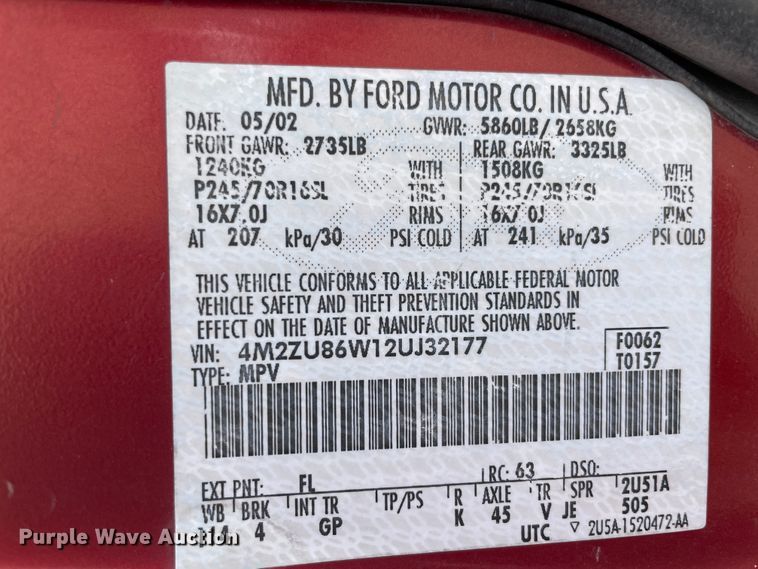 MFD. BY FORD MOTOR CO. IN U.S.A.
DATE: 05/02 GVWR: 5860LB/ 2658KG
FRONT GAWR: 2735LB REAR GAWR: 3325LB
1240KG WITH 1508KG WITH
P245/70R16SL TIRES P245/70R16SL TIRES
16X7.0J RIMS 16X7.0J RIMS
AT 207 kPa/30 PSI COLD AT 241 kPa/35 PSI COLD
THIS VEHICLE CONFORMS TO ALL APPLICABLE FEDERAL MOTOR
VEHICLE SAFETY AND THEFT PREVENTION STANDARDS IN
EFFECT ON THE DATE OF MANUFACTURE SHOWN ABOVE.
VIN: 4M2ZU86W12UJ32177 F0062
TYPE: MPV T0157
EXT PNT: FL RC: 63 DSO:
WB BRK INT TR TP/PS R AXLE TR SPR 2U51A
114 4 GP K 45 V JE 505
UTC ▽ 2U5A-1520472-AA
Purple Wave Auction